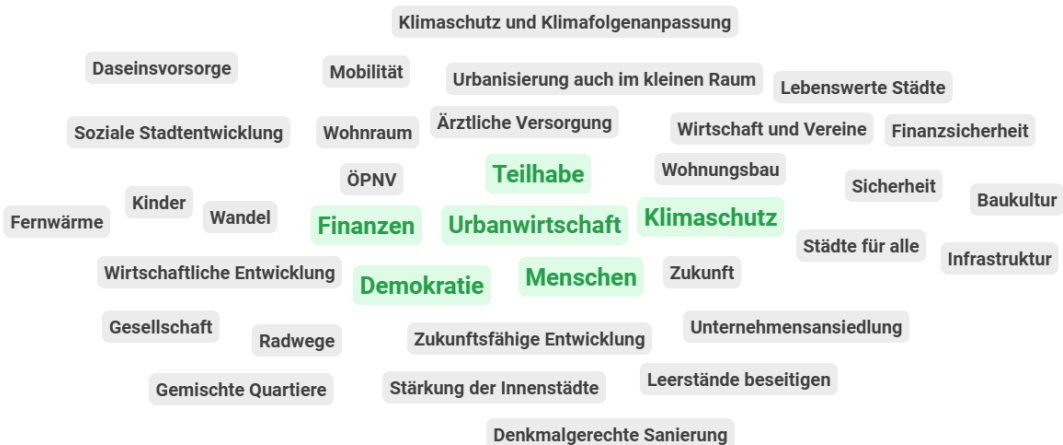 Klimaschutz und Klimafolgenanpassung
Daseinsvorsorge
Mobilität
Urbanisierung auch im kleinen Raum
Lebenswerte Städte
Soziale Stadtentwicklung
Wohnraum
Ärztliche Versorgung
Wirtschaft und Vereine
Finanzsicherheit
ÖPNV
Teilhabe
Wohnungsbau
Sicherheit
Baukultur
Fernwärme
Kinder
Wandel
Finanzen
Urbanwirtschaft
Klimaschutz
Städte für alle
Infrastruktur
Wirtschaftliche Entwicklung
Demokratie
Menschen
Zukunft
Gesellschaft
Radwege
Zukunftsfähige Entwicklung
Unternehmensansiedlung
Gemischte Quartiere
Stärkung der Innenstädte
Leerstände beseitigen
Denkmalgerechte Sanierung